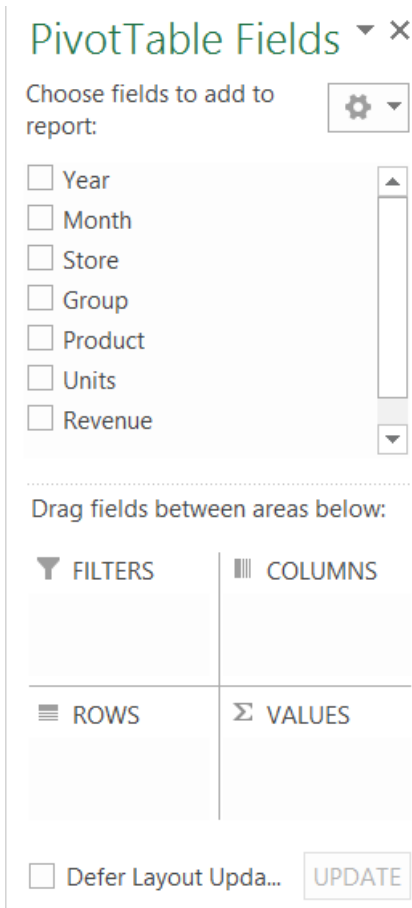 PivotTable Fields
Choose fields to add to
report:
Year
Month
Store
Group
Product
Units
Revenue
Drag fields between areas below:
FILTERS
COLUMNS
ROWS
Σ VALUES
Defer Layout Upda...
UPDATE